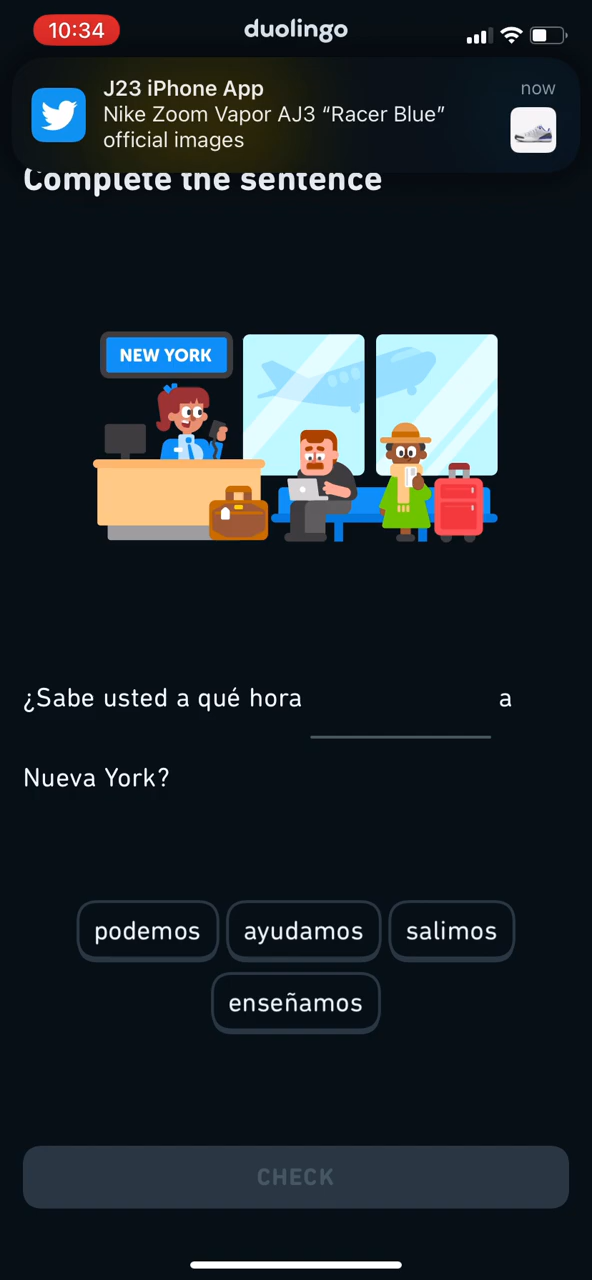 10:34
duolingo
J23 iPhone App
now
Nike Zoom Vapor AJ3 “Racer Blue”
official images
Complete the sentence
NEW YORK
¿Sabe usted a qué hora a
Nueva York?
podemos ayudamos salimos
enseñamos
CHECK